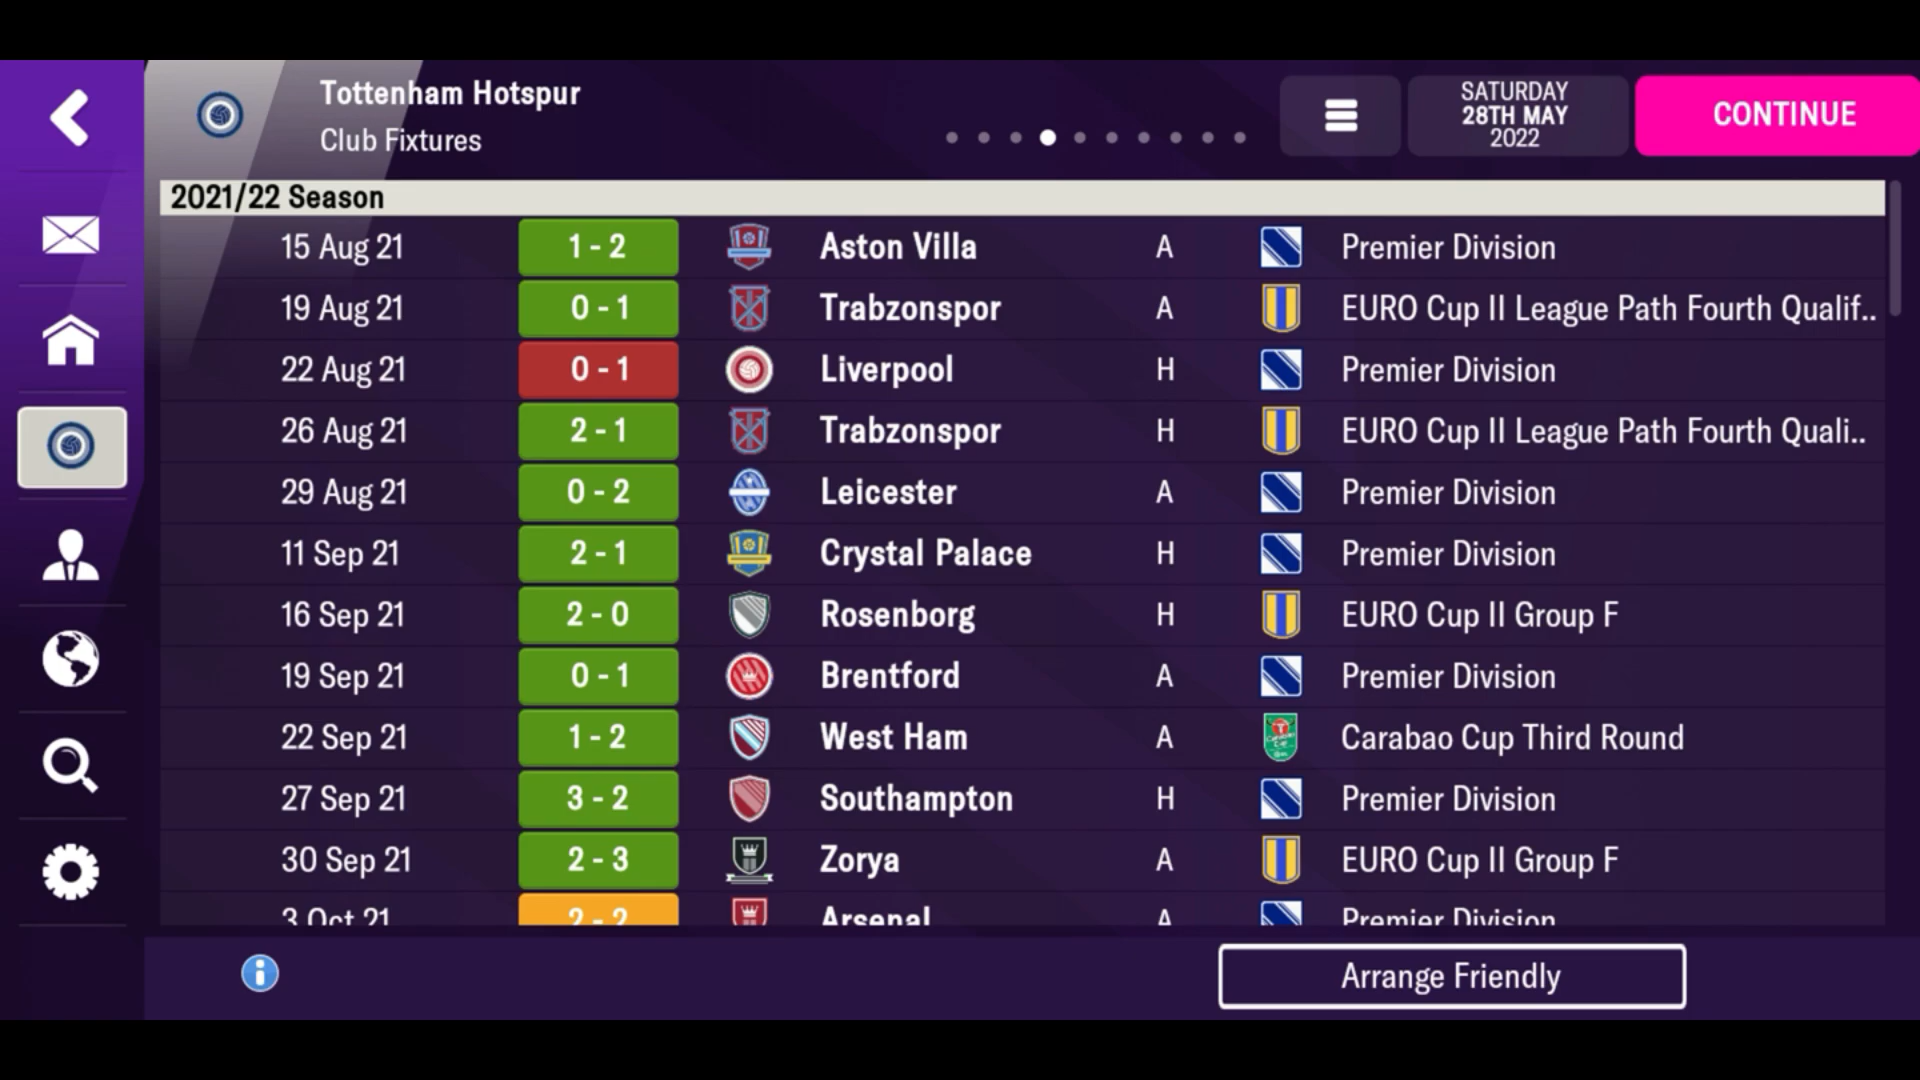 Tottenham Hotspur
Club Fixtures
SATURDAY
28TH MAY
2022
CONTINUE
2021/22 Season
15 Aug 21 1 - 2 Aston Villa A Premier Division
19 Aug 21 0 - 1 Trabzonspor A EURO Cup II League Path Fourth Qualif..
22 Aug 21 0 - 1 Liverpool H Premier Division
26 Aug 21 2 - 1 Trabzonspor H EURO Cup II League Path Fourth Quali..
29 Aug 21 0 - 2 Leicester A Premier Division
11 Sep 21 2 - 1 Crystal Palace H Premier Division
16 Sep 21 2 - 0 Rosenborg H EURO Cup II Group F
19 Sep 21 0 - 1 Brentford A Premier Division
22 Sep 21 1 - 2 West Ham A Carabao Cup Third Round
27 Sep 21 3 - 2 Southampton H Premier Division
30 Sep 21 2 - 3 Zorya A EURO Cup II Group F
3 Oct 21 2 - 2 Arsenal A Premier Division
Arrange Friendly